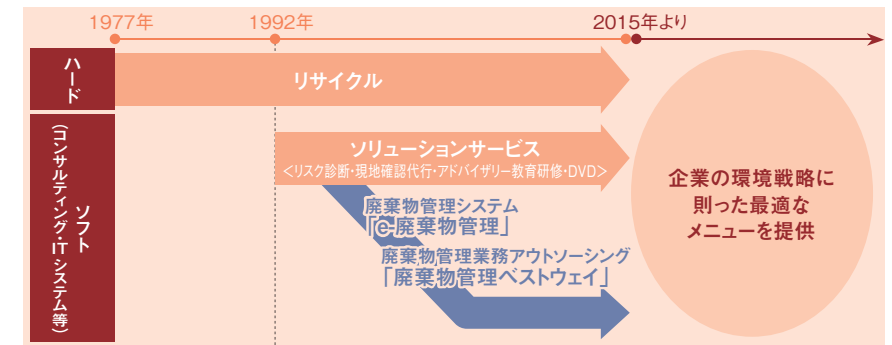 1977年
1992年
2015年より
ハード
リサイクル
ソフト
(コンサルティング・ITシステム等)
ソリューションサービス
<リスク診断・現地確認代行・アドバイザリー教育研修・DVD>
廃棄物管理システム
「e-廃棄物管理」
廃棄物管理業務アウトソーシング
「廃棄物管理ベストウェイ」
企業の環境戦略に
則った最適な
メニューを提供